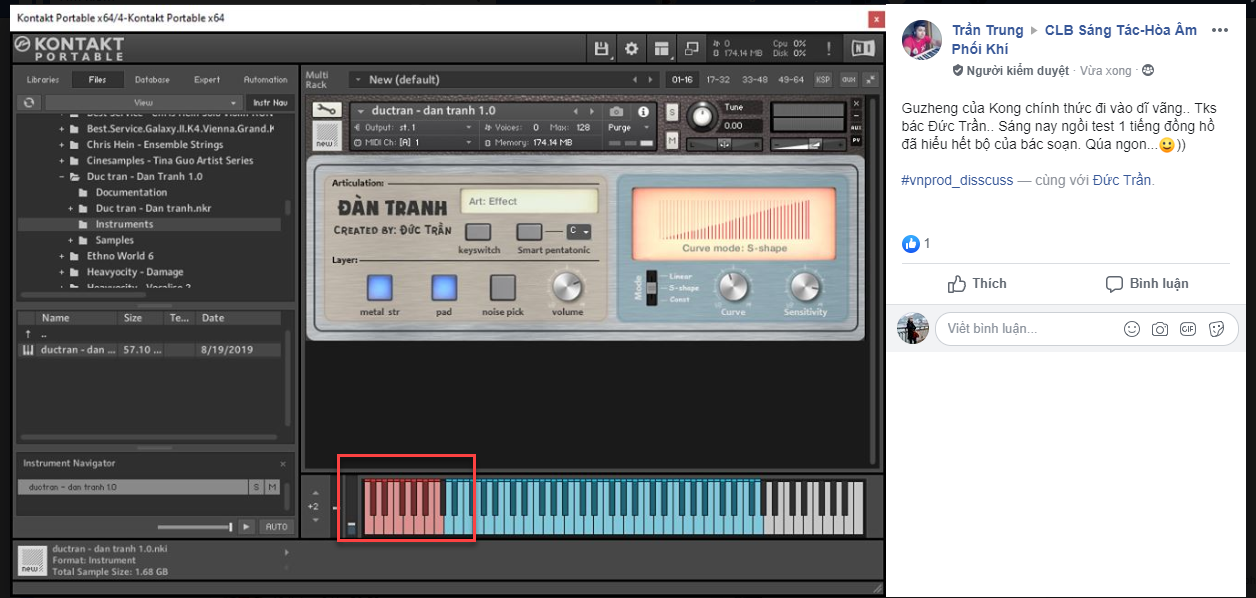 Kontakt Portable x64/4-Kontakt Portable x64
x
KONTAKT
PORTABLE
0
174.14 MB
Cpu 0%
Disk 0%
!
Libraries
Files
Database
Expert
Automation
View
Instr Nav
Best.Service.Galaxy.II.K4.Vienna.Grand.K
Chris Hein - Ensemble Strings
Cinesamples - Tina Guo Artist Series
Duc tran - Dan Tranh 1.0
Documentation
Duc tran - Dan tranh.nkr
Instruments
Samples
Ethno World 6
Heavyocity - Damage
Name Size Te... Date
..
ductran - dan ... 57.10 ... 8/19/2019
Instrument Navigator
ductran - dan tranh 1.0 S M
AUTO
ductran - dan tranh 1.0.nki
Format: Instrument
Total Sample Size: 1.68 GB
new
Multi
Rack
New (default)
01-16 17-32 33-48 49-64 KSP
ductran - dan tranh 1.0
Output: st. 1 Voices: 0 Max: 128 Purge
MIDI Ch: [A] 1 Memory: 174.14 MB
new
S
M
Tune
0.00
AUX
PV
Articulation:
ĐÀN TRANH
Art: Effect
CREATED BY: ĐỨC TRẦN
keyswitch
Smart pentatonic
C
Layer:
metal str
pad
noise pick
volume
Curve mode: S-shape
Mode
Linear
S-shape
Const
Curve
Sensitivity
+2
Trần Trung ▸ CLB Sáng Tác-Hòa Âm
Phối Khí
Người kiểm duyệt · Vừa xong ·
Guzheng của Kong chính thức đi vào dĩ vãng.. Tks
bác Đức Trần.. Sáng nay ngồi test 1 tiếng đồng hồ
đã hiểu hết bộ của bác soạn. Qúa ngon...🙂))
#vnprod_disscuss — cùng với Đức Trần.
1
Thích
Bình luận
Viết bình luận...
GIF